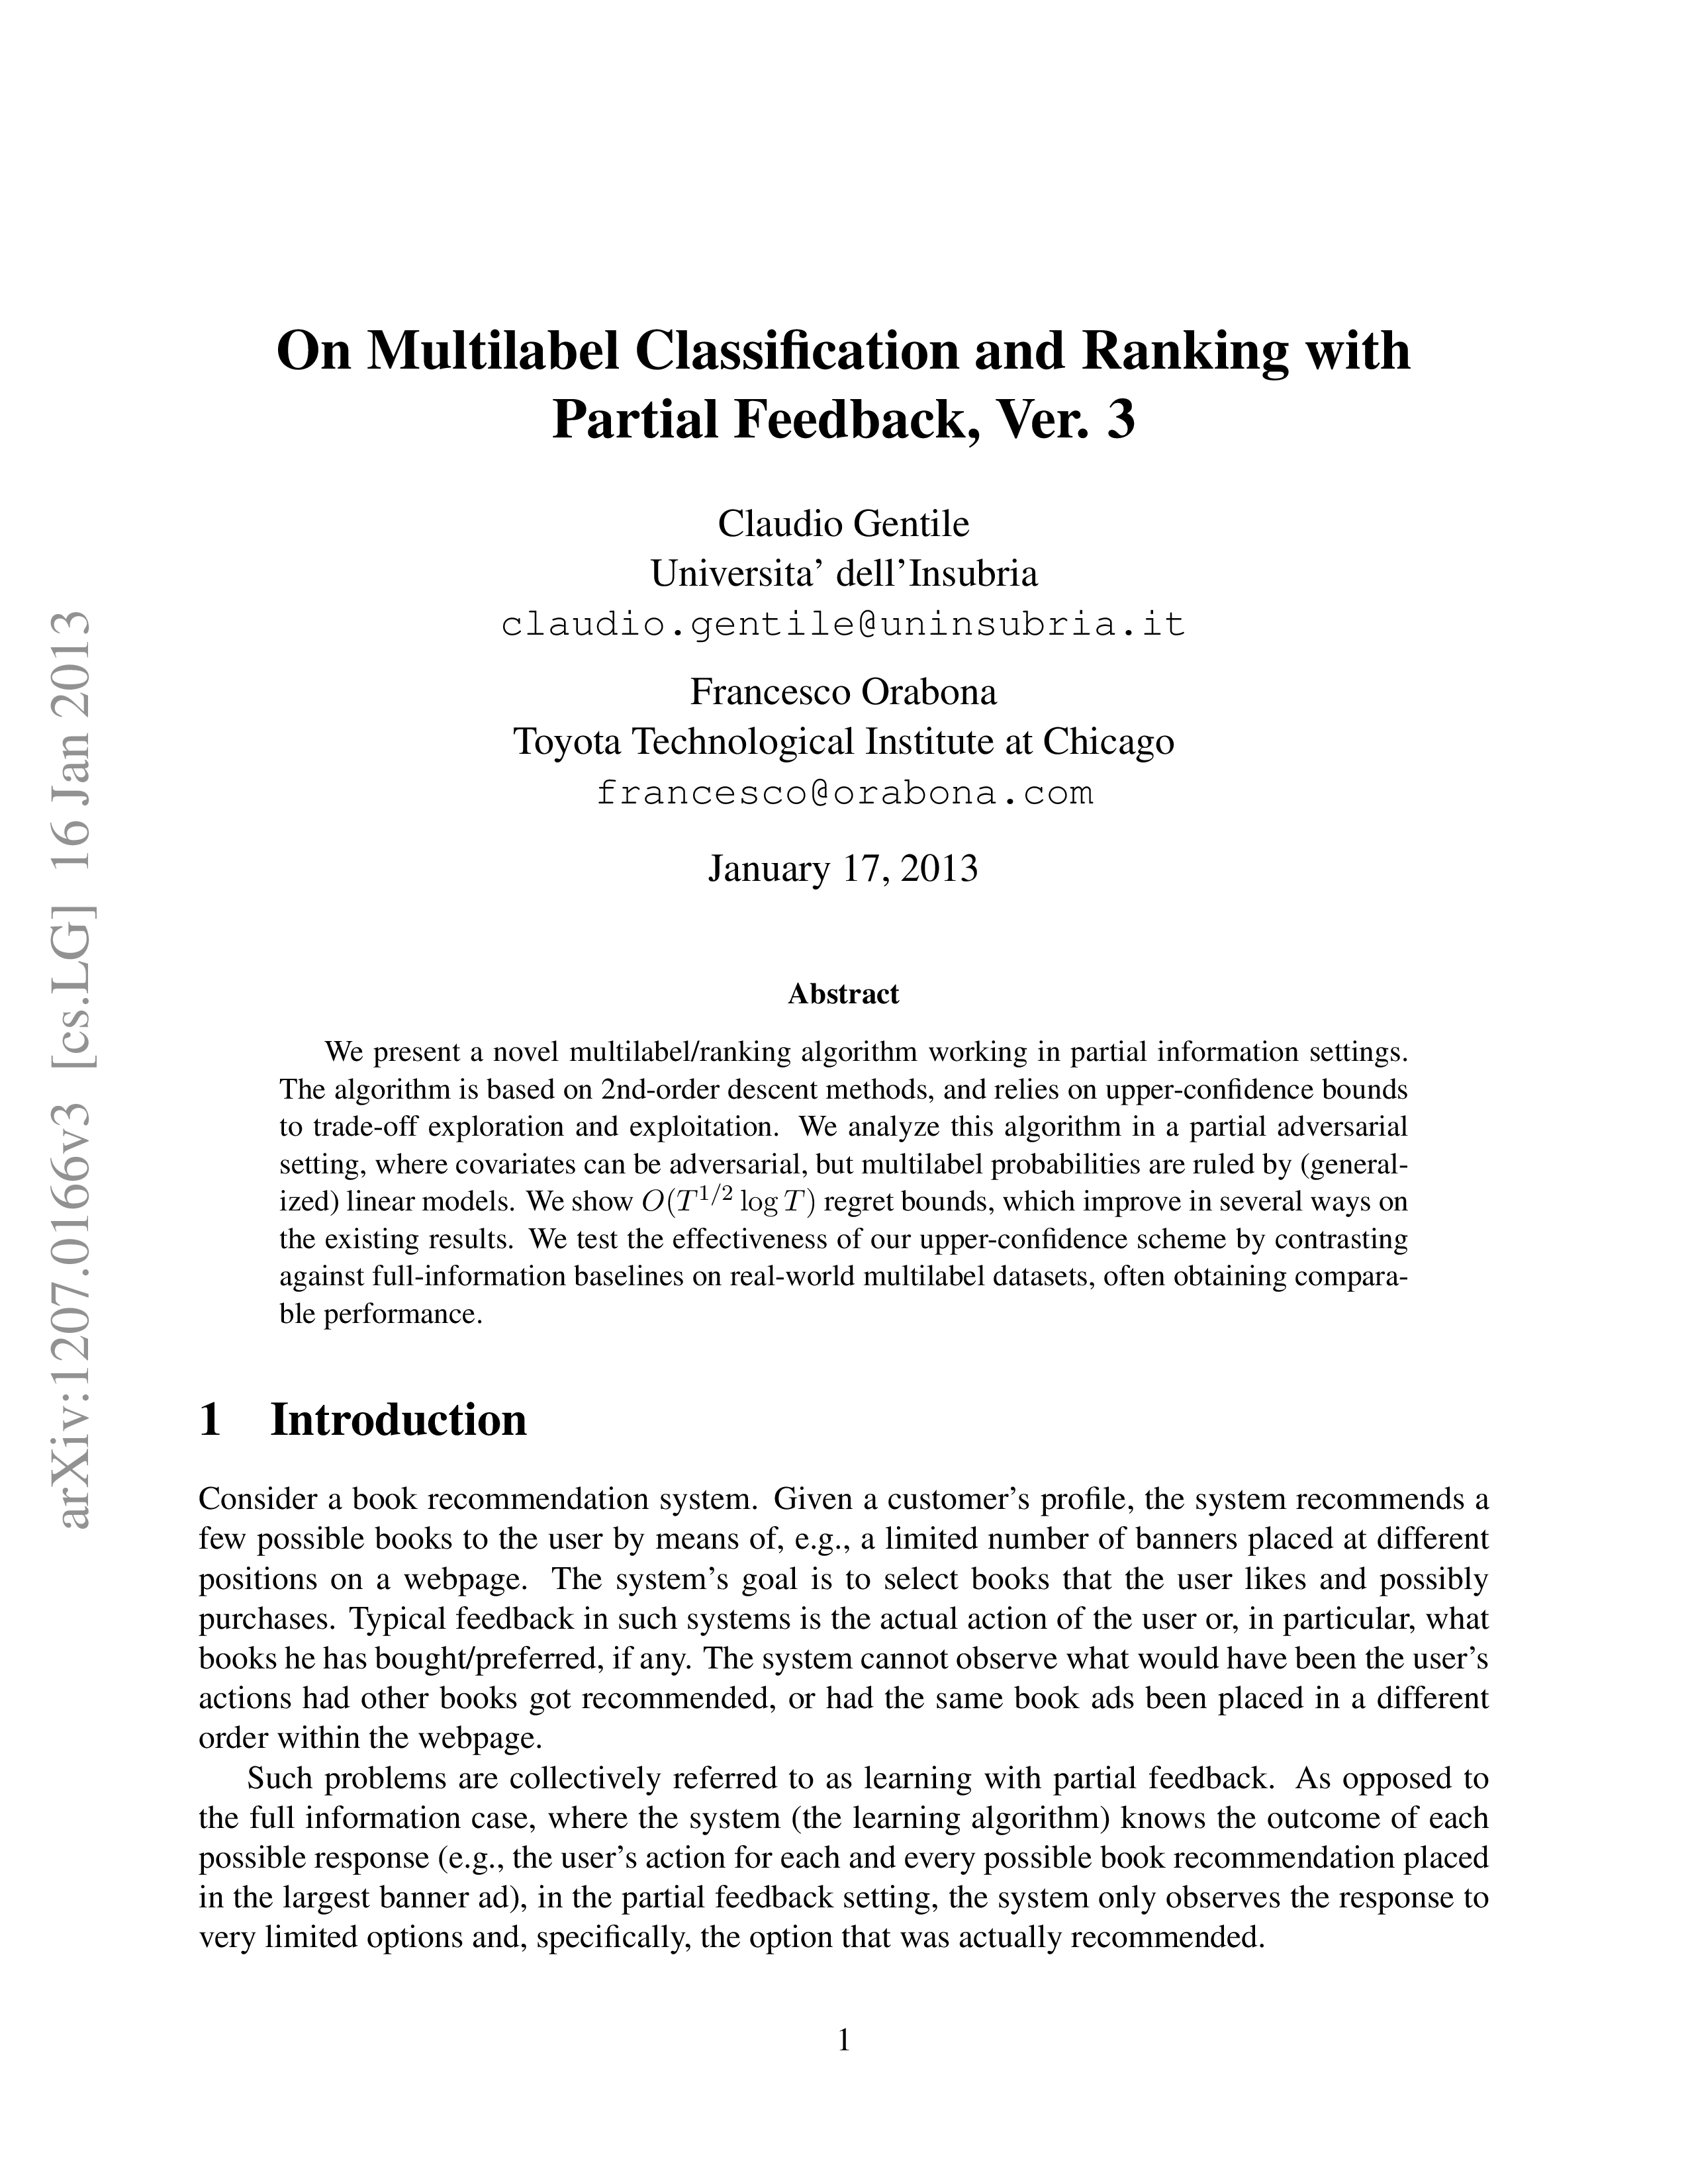 On Multilabel Classification and Ranking with
Partial Feedback, Ver. 3
Claudio Gentile
Universita' dell'Insubria
claudio.gentile@uninsubria.it
Francesco Orabona
Toyota Technological Institute at Chicago
francesco@orabona.com
January 17, 2013
arXiv:1207.0166v3 [cs.LG] 16 Jan 2013
Abstract
We present a novel multilabel/ranking algorithm working in partial information settings.
The algorithm is based on 2nd-order descent methods, and relies on upper-confidence bounds
to trade-off exploration and exploitation. We analyze this algorithm in a partial adversarial
setting, where covariates can be adversarial, but multilabel probabilities are ruled by (general-
ized) linear models. We show $O(T^{1/2} \log T)$ regret bounds, which improve in several ways on
the existing results. We test the effectiveness of our upper-confidence scheme by contrasting
against full-information baselines on real-world multilabel datasets, often obtaining compara-
ble performance.
1 Introduction
Consider a book recommendation system. Given a customer's profile, the system recommends a
few possible books to the user by means of, e.g., a limited number of banners placed at different
positions on a webpage. The system's goal is to select books that the user likes and possibly
purchases. Typical feedback in such systems is the actual action of the user or, in particular, what
books he has bought/preferred, if any. The system cannot observe what would have been the user's
actions had other books got recommended, or had the same book ads been placed in a different
order within the webpage.
Such problems are collectively referred to as learning with partial feedback. As opposed to
the full information case, where the system (the learning algorithm) knows the outcome of each
possible response (e.g., the user's action for each and every possible book recommendation placed
in the largest banner ad), in the partial feedback setting, the system only observes the response to
very limited options and, specifically, the option that was actually recommended.
1